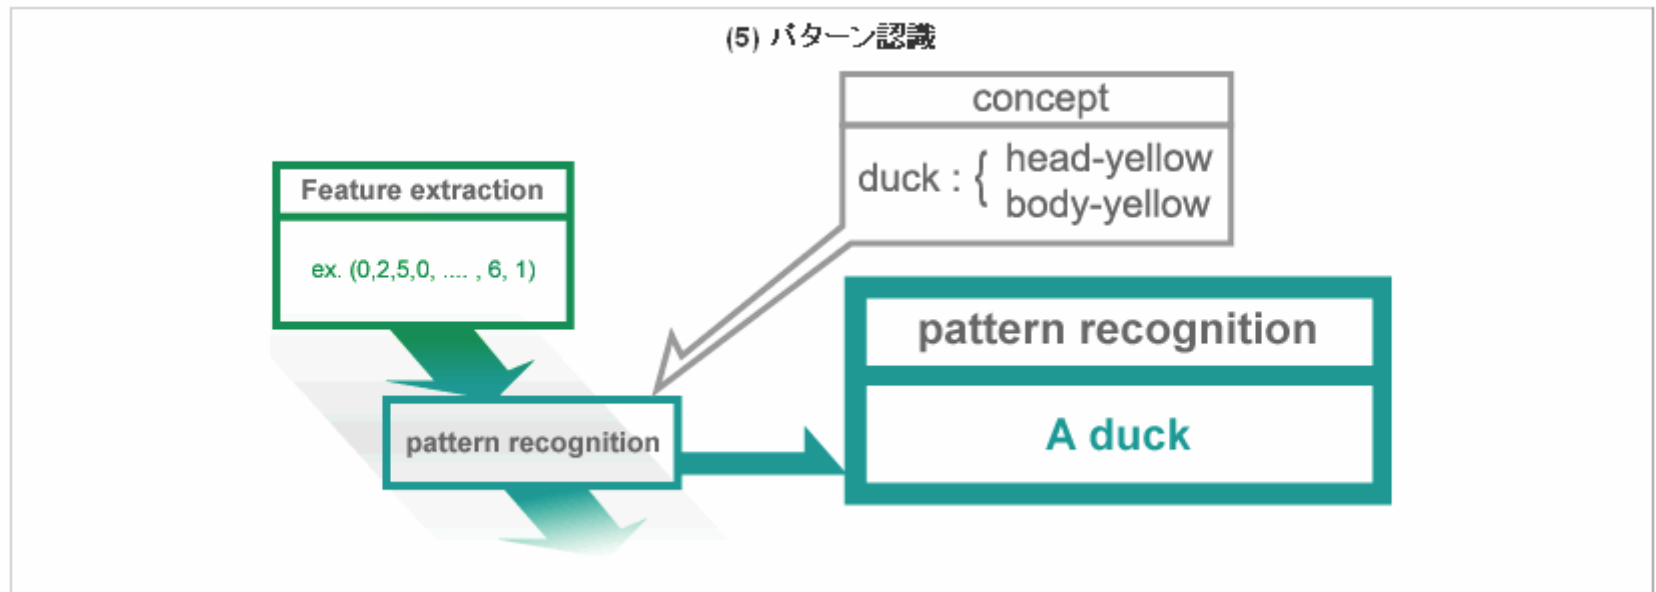 (5) パターン認識
concept
duck : { head-yellow
body-yellow
Feature extraction
ex. (0,2,5,0, .... , 6, 1)
pattern recognition
pattern recognition
A duck